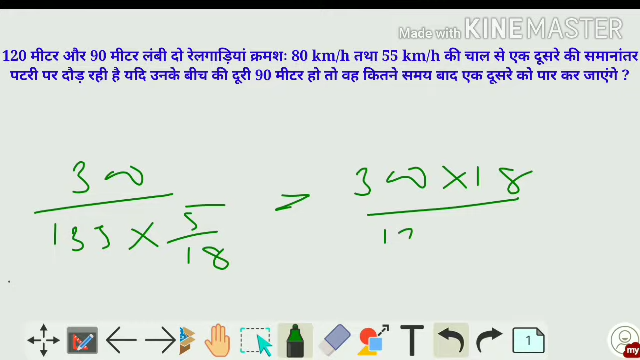 Made with KINEMASTER
120 मीटर और 90 मीटर लंबी दो रेलगाड़ियां क्रमशः 80 km/h तथा 55 km/h की चाल से एक दूसरे की समानांतर
पटरी पर दौड़ रही है यदि उनके बीच की दूरी 90 मीटर हो तो वह कितने समय बाद एक दूसरे को पार कर जाएंगे ?
300 / 135 × 5/18 = 300 × 18 /
T
1
my